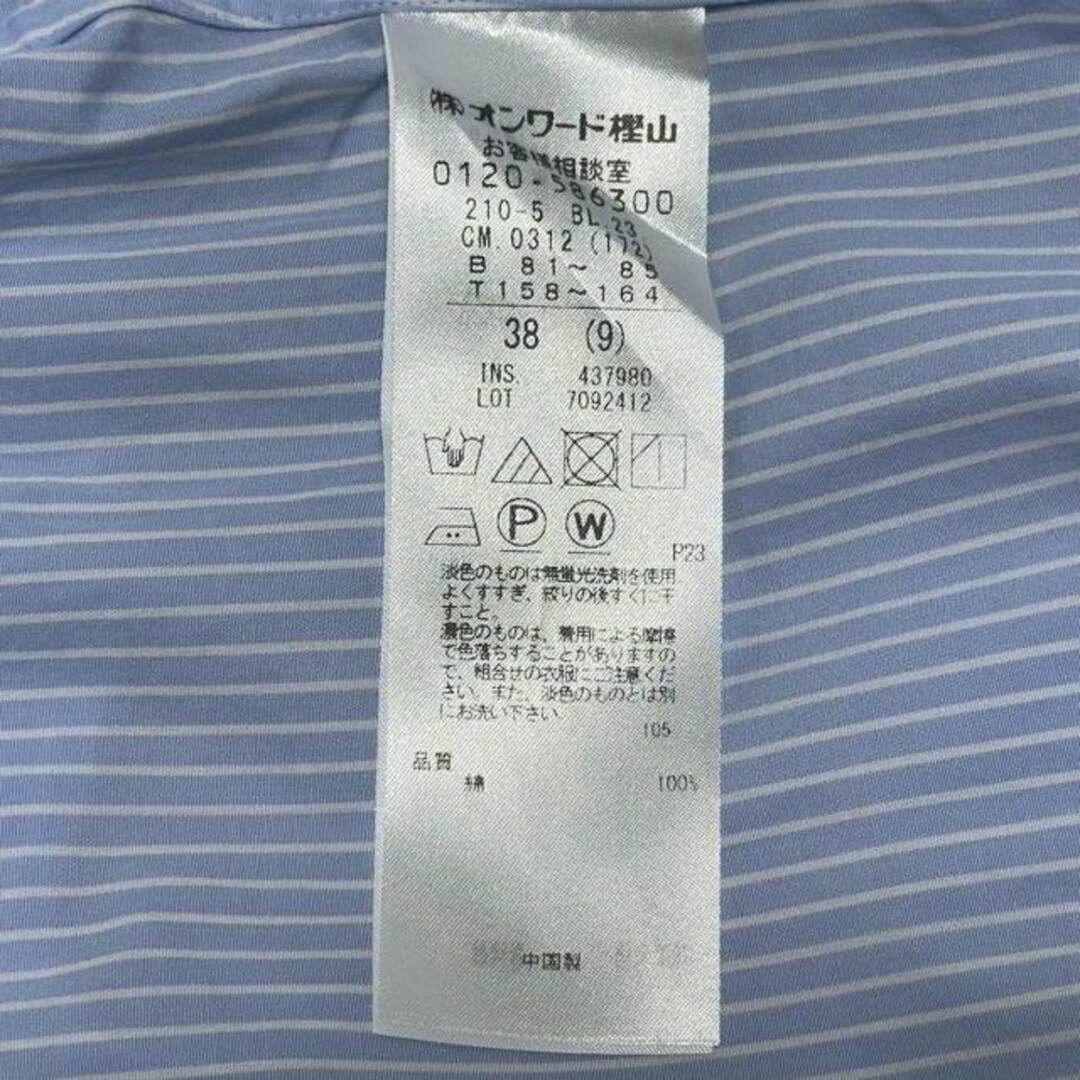 (株)オンワード樫山
お客様相談室
0120-586300
210-5 BL.23
CM.0312 (172)
B 81～ 85
T158～164
38 (9)
INS. 437980
LOT 7092412
P W
P23
淡色のものは無蛍光洗剤を使用
よくすすぎ、絞りの後すぐに干
すこと。
濃色のものは、着用による摩擦
で色落ちすることがありますの
で、組合せの衣服にご注意くだ
さい。また、淡色のものとは別
にお洗い下さい。
105
品質
綿 100%
中国製